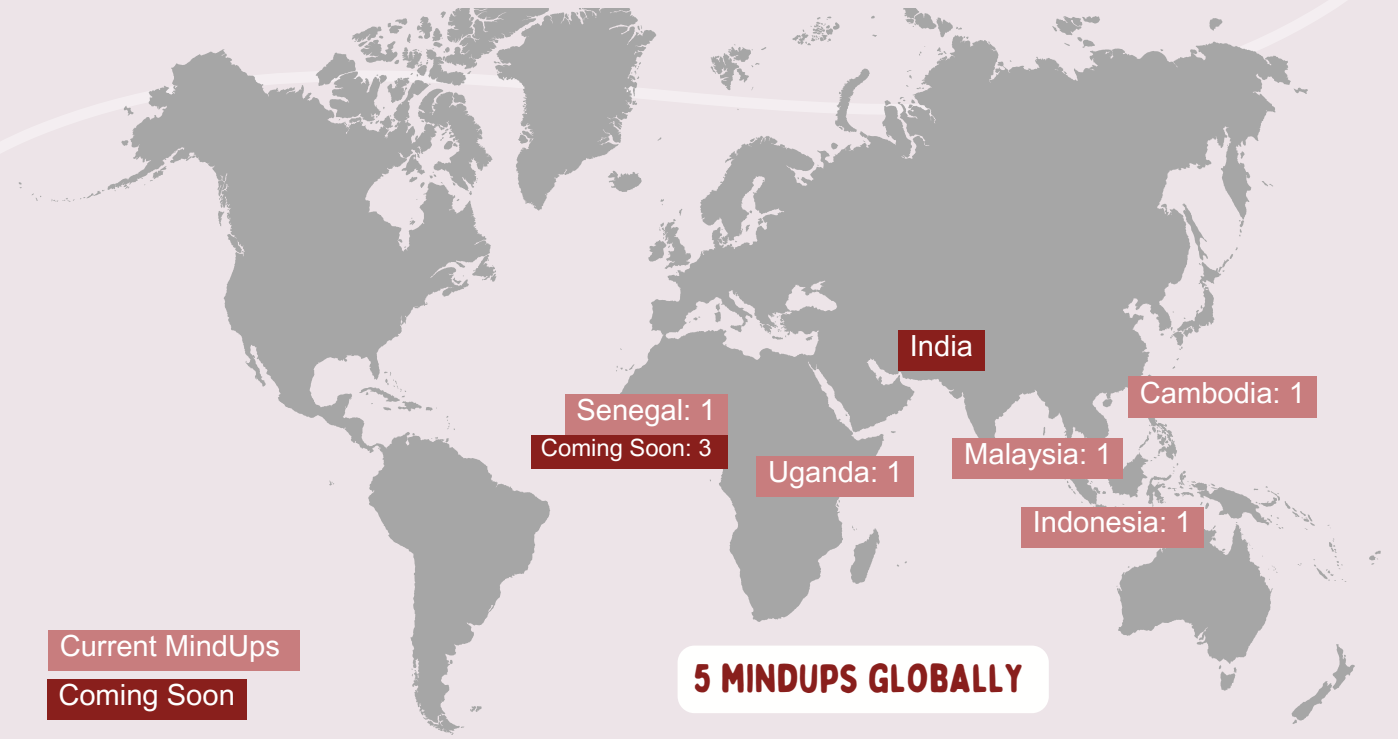 India
Cambodia: 1
Senegal: 1
Coming Soon: 3
Malaysia: 1
Uganda: 1
Indonesia: 1
Current MindUps
Coming Soon
5 MINDUPS GLOBALLY